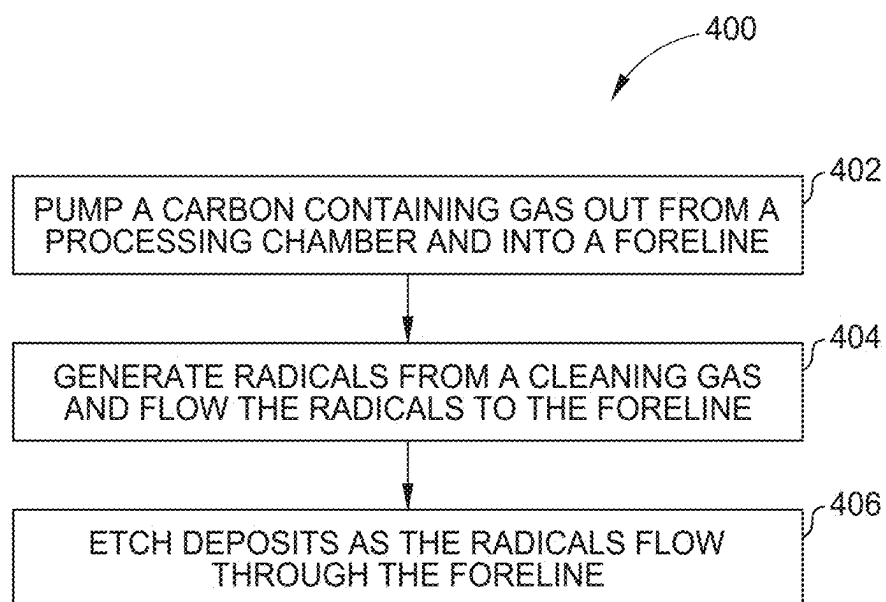 400
402
PUMP A CARBON CONTAINING GAS OUT FROM A
PROCESSING CHAMBER AND INTO A FORELINE
404
GENERATE RADICALS FROM A CLEANING GAS
AND FLOW THE RADICALS TO THE FORELINE
406
ETCH DEPOSITS AS THE RADICALS FLOW
THROUGH THE FORELINE